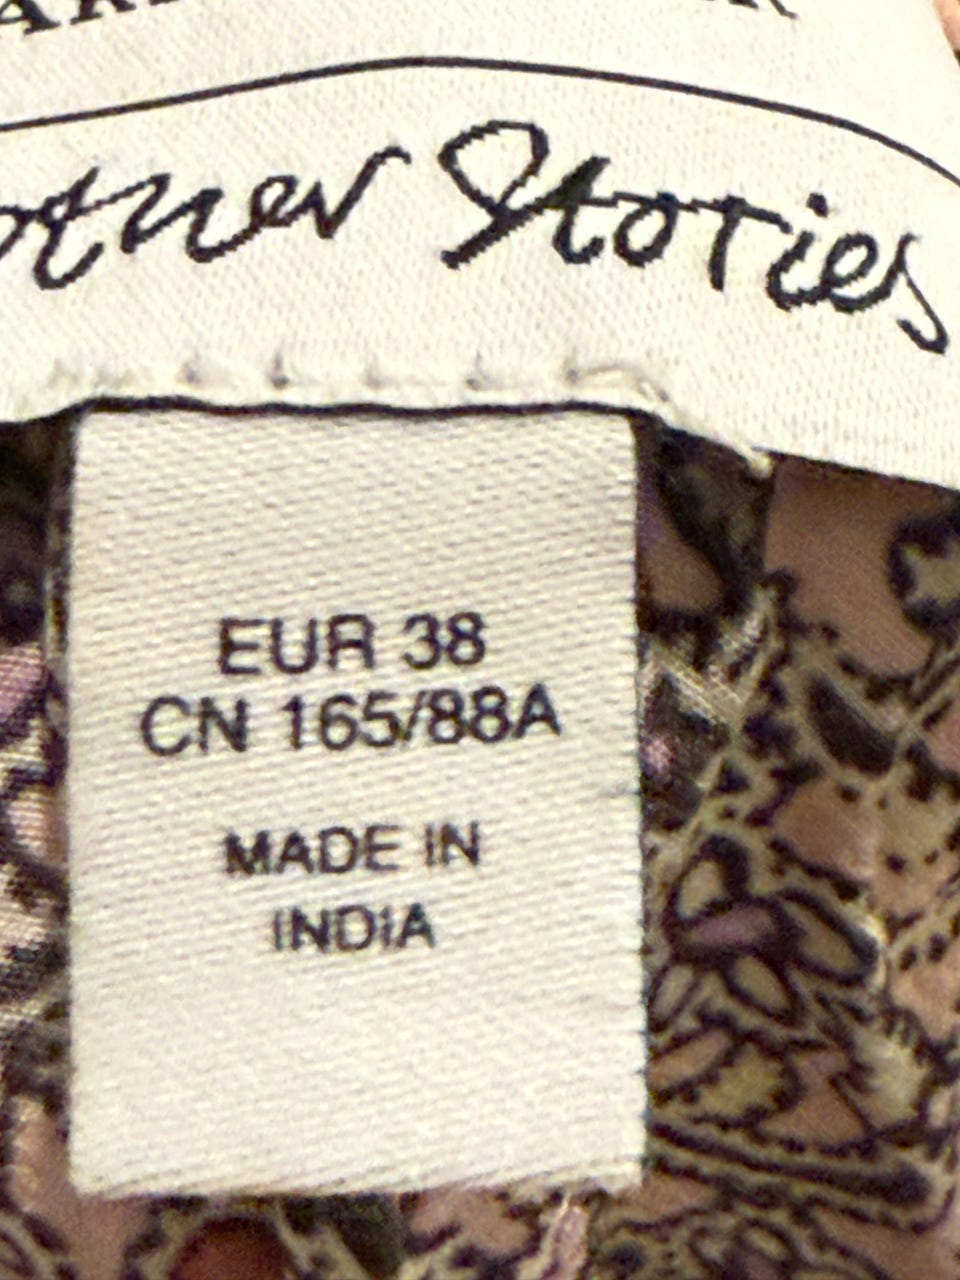 other Stories
EUR 38
CN 165/88A
MADE IN
INDIA